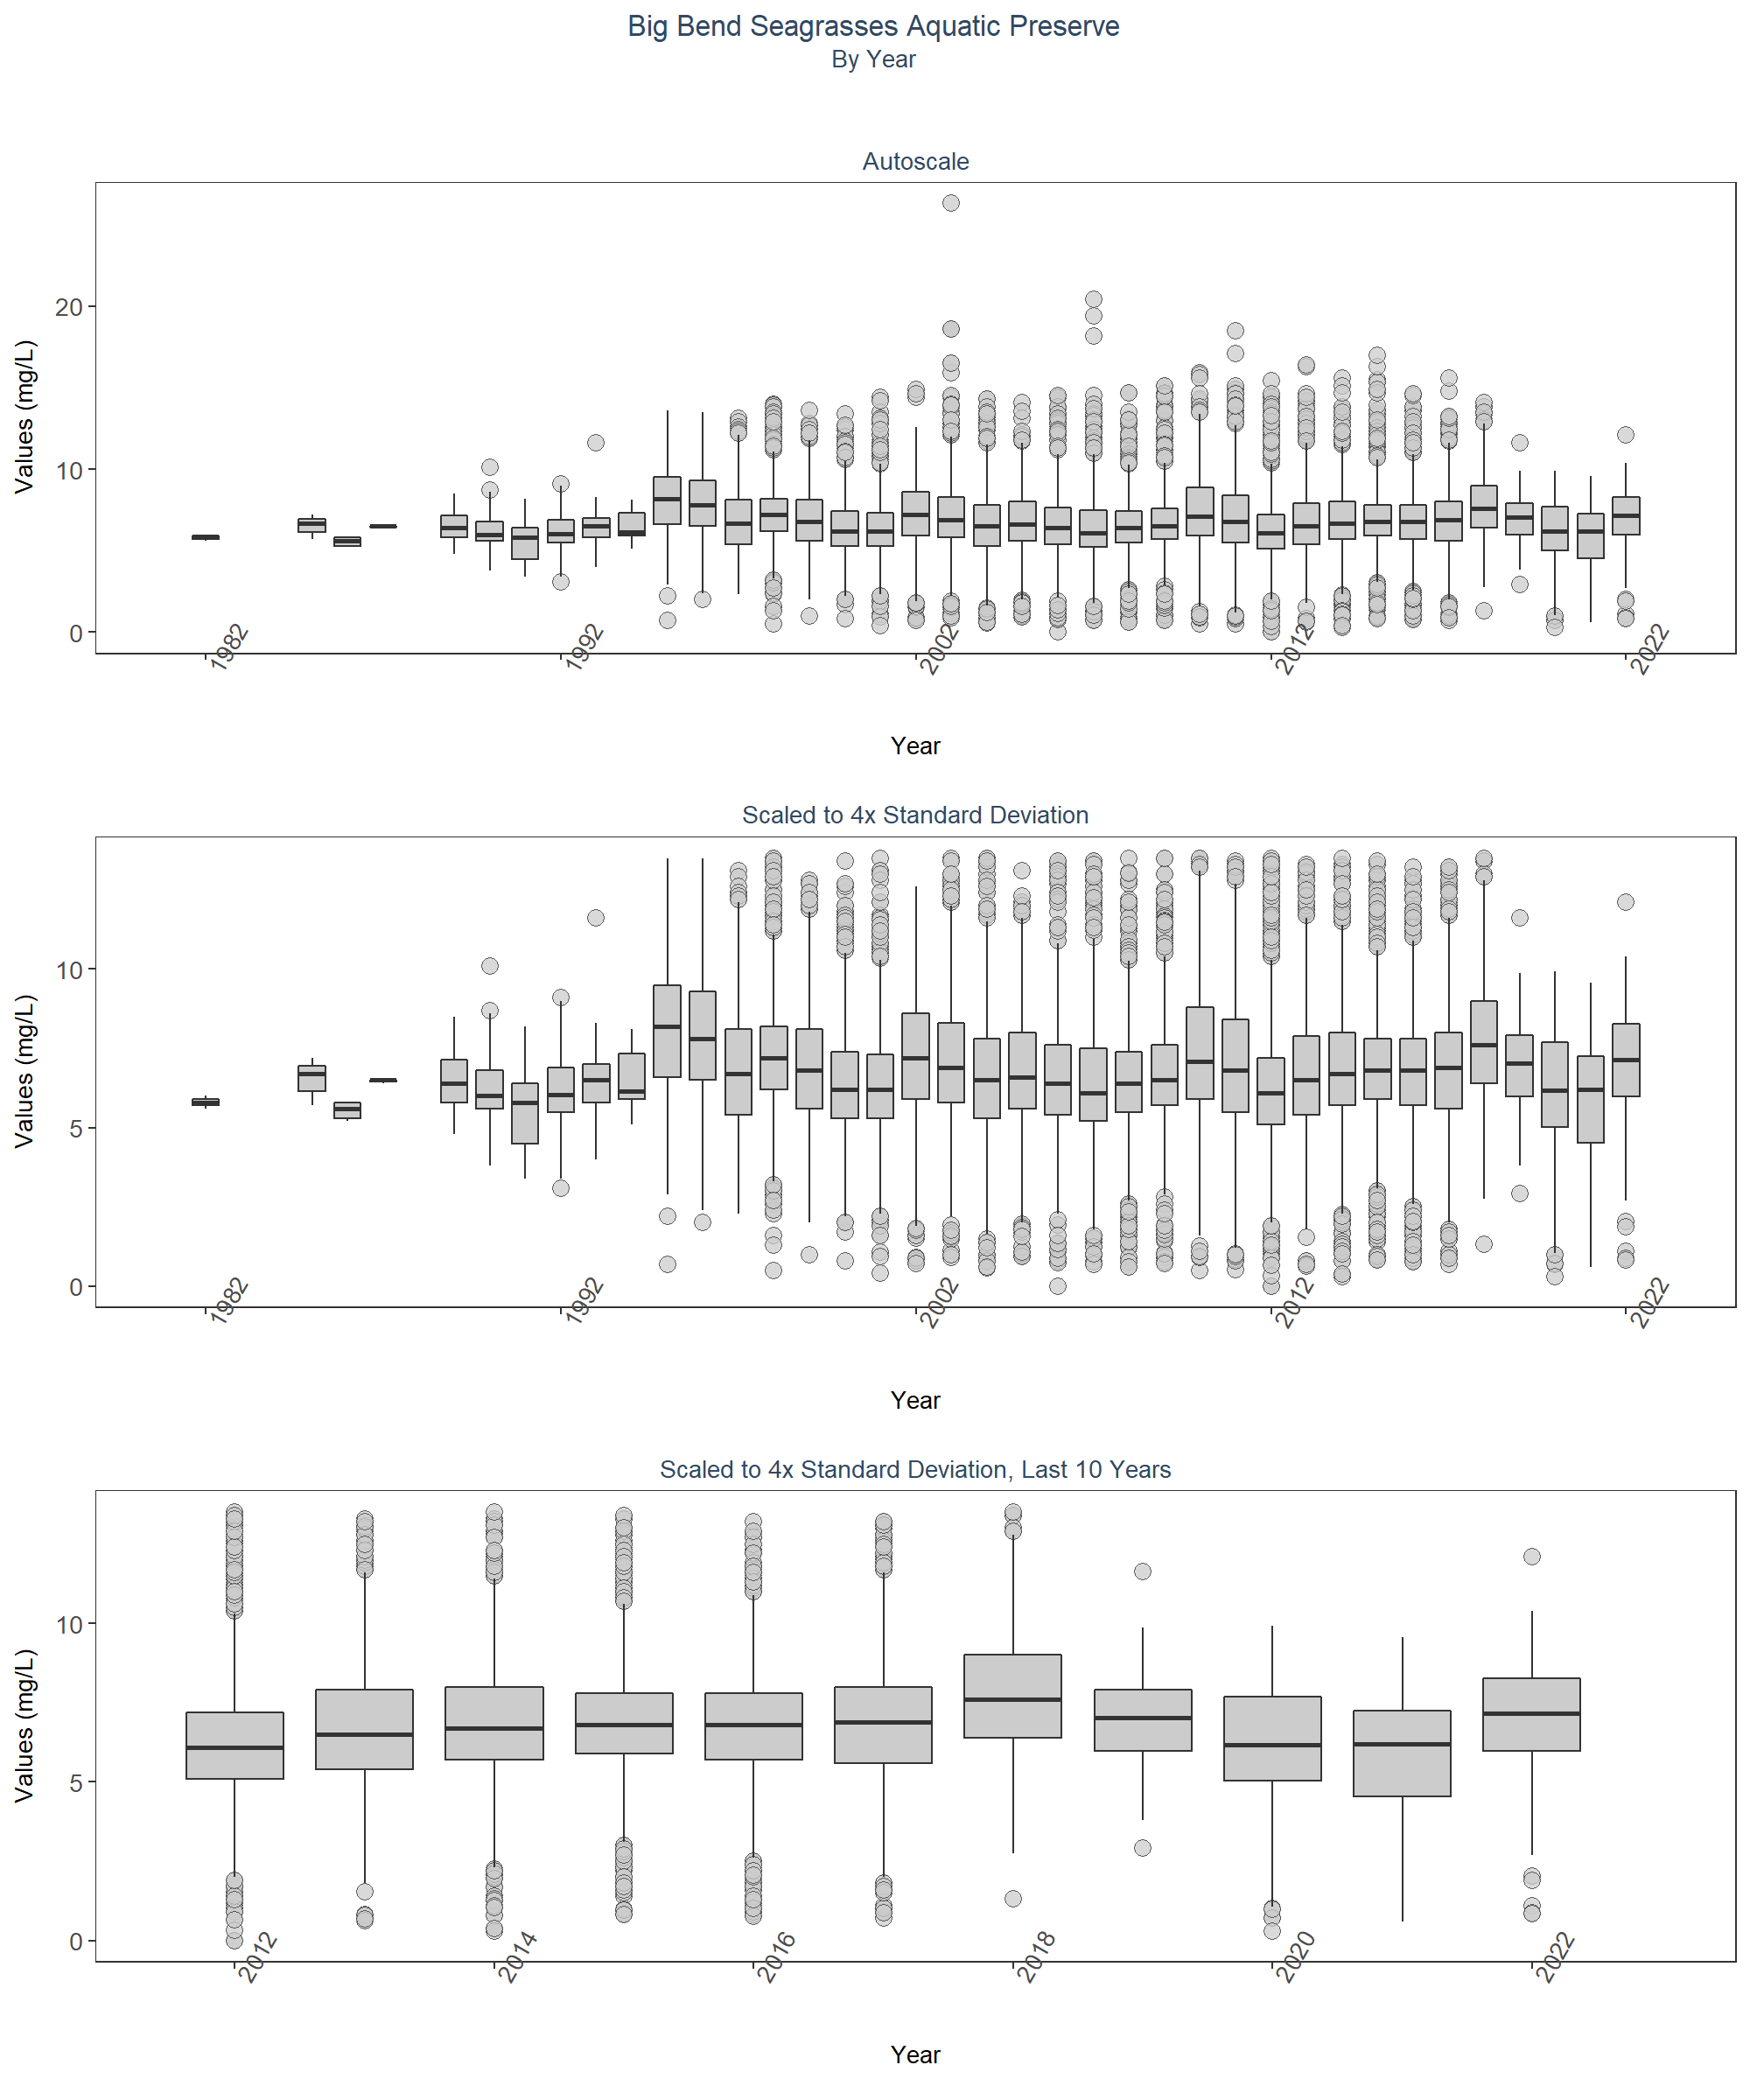 Big Bend Seagrasses Aquatic Preserve
By Year
Autoscale
Values (mg/L)
20
10
0
1982
1992
2002
2012
2022
Year
Scaled to 4x Standard Deviation
Values (mg/L)
10
5
0
1982
1992
2002
2012
2022
Year
Scaled to 4x Standard Deviation, Last 10 Years
Values (mg/L)
10
5
0
2012
2014
2016
2018
2020
2022
Year